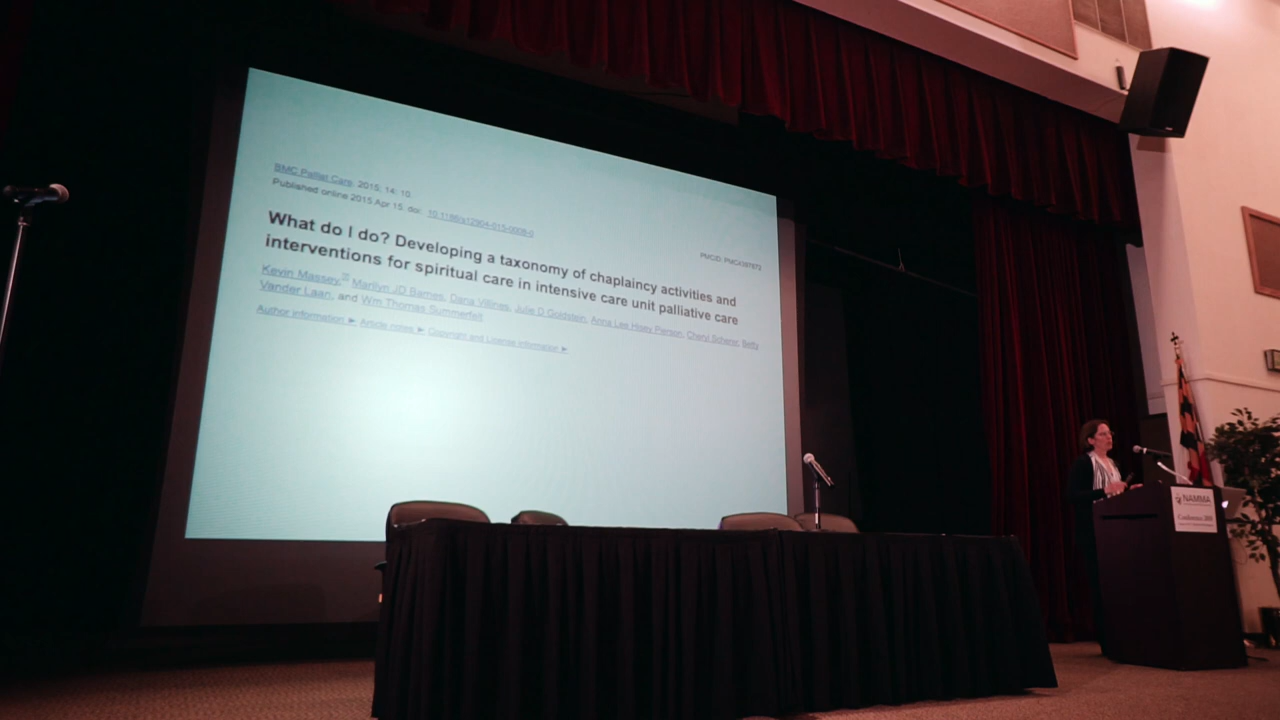 BMC Palliat Care. 2015; 14: 10.
Published online 2015 Apr 15. doi: 10.1186/s12904-015-0008-0
PMCID: PMC4397872
What do I do? Developing a taxonomy of chaplaincy activities and
interventions for spiritual care in intensive care unit palliative care
Kevin Massey, Marilyn JD Barnes, Dana Villines, Julie D Goldstein, Anna Lee Hisey Pierson, Cheryl Scherer, Betty
Vander Laan, and Wm Thomas Summerfelt
Author information ► Article notes ► Copyright and License information ►
NAMMA
Conference